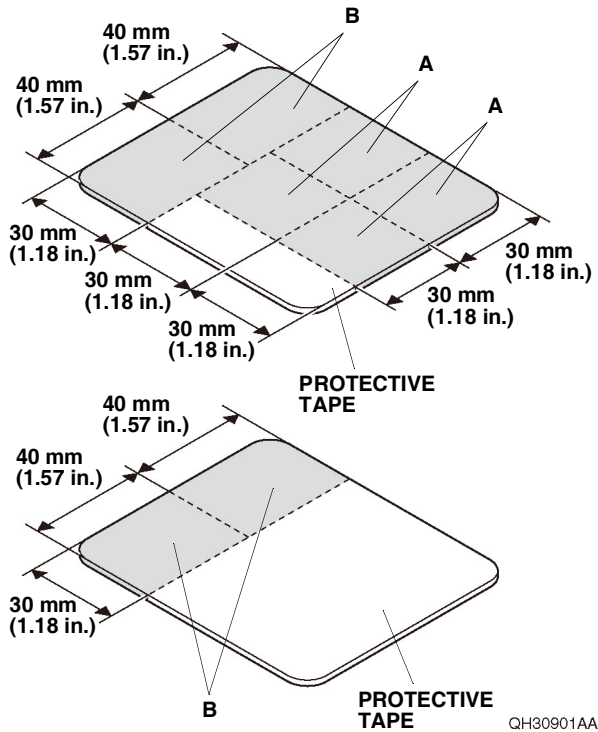 B
40 mm
(1.57 in.)
A
40 mm
(1.57 in.)
A
30 mm
(1.18 in.)
30 mm
(1.18 in.)
30 mm
(1.18 in.)
30 mm
(1.18 in.)
30 mm
(1.18 in.)
PROTECTIVE
TAPE
40 mm
(1.57 in.)
40 mm
(1.57 in.)
30 mm
(1.18 in.)
B
PROTECTIVE
TAPE
QH30901AA